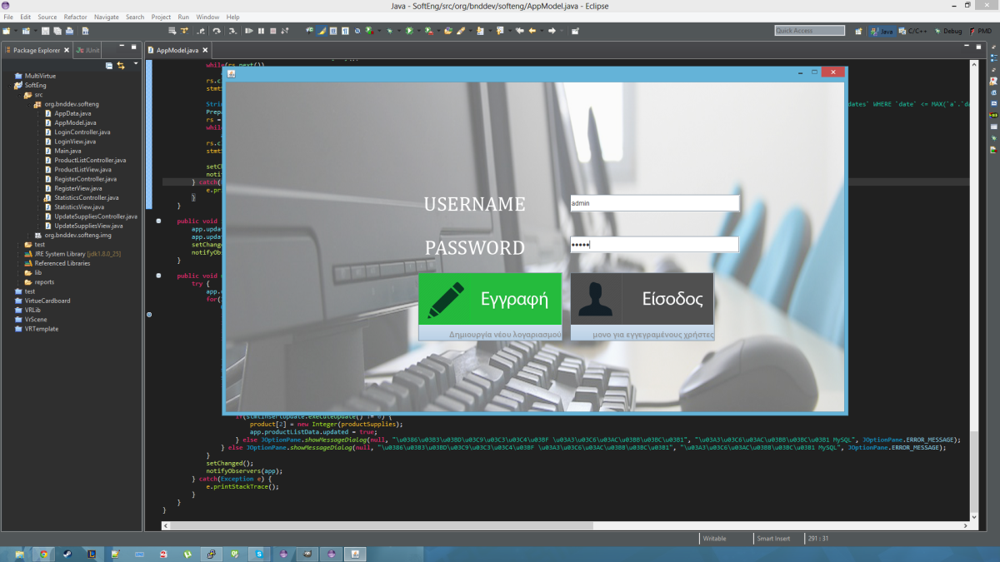 Java - SoftEng/src/org/bnddev/softeng/AppModel.java - Eclipse
File Edit Source Refactor Navigate Search Project Run Window Help
Quick Access
Java
C/C++
Debug
PMD
Package Explorer
JUnit
AppModel.java
MultiVirtue
SoftEng
src
org.bnddev.softeng
AppData.java
AppModel.java
LoginController.java
LoginView.java
Main.java
ProductListController.java
ProductListView.java
RegisterController.java
RegisterView.java
StatisticsController.java
StatisticsView.java
UpdateSuppliesController.java
UpdateSuppliesView.java
org.bnddev.softeng.img
test
JRE System Library [jdk1.8.0_25]
Referenced Libraries
lib
reports
test
VirtueCardboard
VRLib
VrScene
VRTemplate
while(rs.next())
rs.c
stmt
Strin
dates` WHERE `date` <= MAX(`a`.`da
Prepa
rs =
whil
rs.c
stmt
setCh
notif
} catch(
e.pri
}
}
public void
app.updat
app.updat
setChange
notifyObs
}
public void u
try {
app.u
for(
USERNAME
admin
PASSWORD
•••••
Εγγραφή
Είσοδος
Δημιουργία νέου λογαριασμού
μονο για εγγεγραμένους χρήστες
if(stmtInsertUpdate.executeUpdate() != 0) {
product[2] = new Integer(productSupplies);
app.productListData.updated = true;
} else JOptionPane.showMessageDialog(null, "\u0386\u03B3\u03BD\u03C9\u03C3\u03C4\u03BF \u03A3\u03C6\u03AC\u03BB\u03BC\u03B1", "\u03A3\u03C6\u03AC\u03BB\u03BC\u03B1 MySQL", JOptionPane.ERROR_MESSAGE);
} else JOptionPane.showMessageDialog(null, "\u0386\u03B3\u03BD\u03C9\u03C3\u03C4\u03BF \u03A3\u03C6\u03AC\u03BB\u03BC\u03B1", "\u03A3\u03C6\u03AC\u03BB\u03BC\u03B1 MySQL", JOptionPane.ERROR_MESSAGE);
}
setChanged();
notifyObservers(app);
} catch(Exception e) {
e.printStackTrace();
}
}
}
Writable
Smart Insert
291 : 31